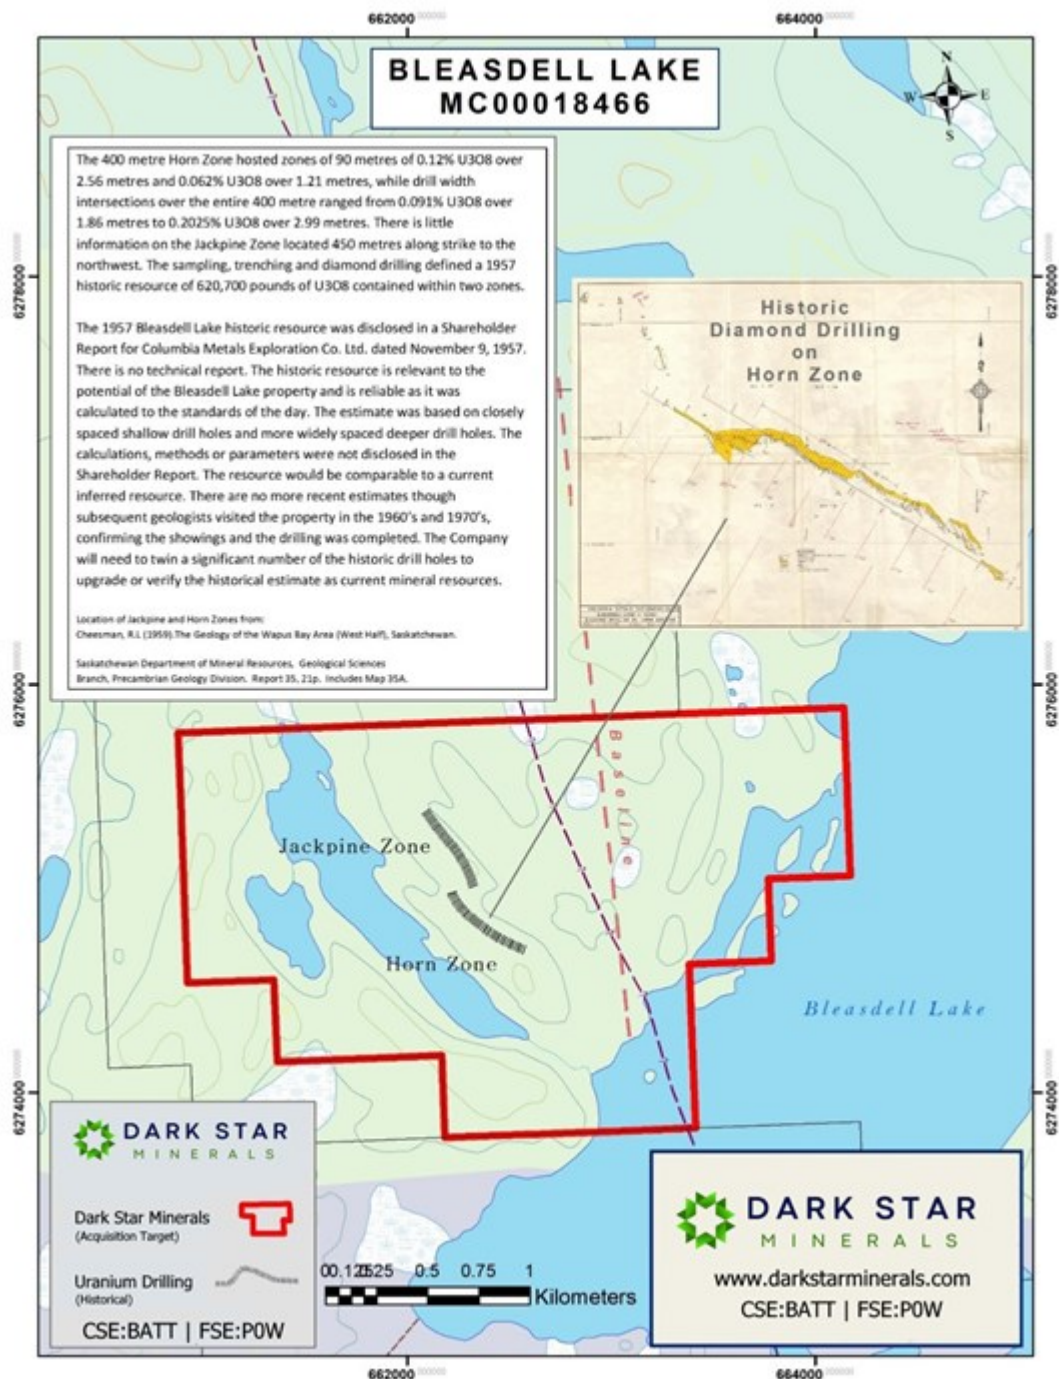 662000
664000
BLEASDELL LAKE
MC00018466
N
W
E
S
The 400 metre Horn Zone hosted zones of 90 metres of 0.12% U3O8 over
2.56 metres and 0.062% U3O8 over 1.21 metres, while drill width
intersections over the entire 400 metre ranged from 0.091% U3O8 over
1.86 metres to 0.2025% U3O8 over 2.99 metres. There is little
information on the Jackpine Zone located 450 metres along strike to the
northwest. The sampling, trenching and diamond drilling defined a 1957
historic resource of 620,700 pounds of U3O8 contained within two zones.
The 1957 Bleasdell Lake historic resource was disclosed in a Shareholder
Report for Columbia Metals Exploration Co. Ltd. dated November 9, 1957.
There is no technical report. The historic resource is relevant to the
potential of the Bleasdell Lake property and is reliable as it was
calculated to the standards of the day. The estimate was based on closely
spaced shallow drill holes and more widely spaced deeper drill holes. The
calculations, methods or parameters were not disclosed in the
Shareholder Report. The resource would be comparable to a current
inferred resource. There are no more recent estimates though
subsequent geologists visited the property in the 1960's and 1970's,
confirming the showings and the drilling was completed. The Company
will need to twin a significant number of the historic drill holes to
upgrade or verify the historical estimate as current mineral resources.
Location of Jackpine and Horn Zones from:
Cheesman, R.L (1959).The Geology of the Wapus Bay Area (West Half), Saskatchewan.
Saskatchewan Department of Mineral Resources, Geological Sciences
Branch, Precambrian Geology Division. Report 35, 21p. Includes Map 35A.
Historic
Diamond Drilling
on
Horn Zone
6278000
6278000
6276000
6276000
Baseline
Jackpine Zone
Horn Zone
Bleasdell Lake
6274000
6274000
DARK STAR
MINERALS
Dark Star Minerals
(Acquisition Target)
Uranium Drilling
(Historical)
CSE:BATT | FSE:P0W
0 0.125 0.25 0.5 0.75 1
Kilometers
DARK STAR
MINERALS
www.darkstarminerals.com
CSE:BATT | FSE:P0W
662000
664000